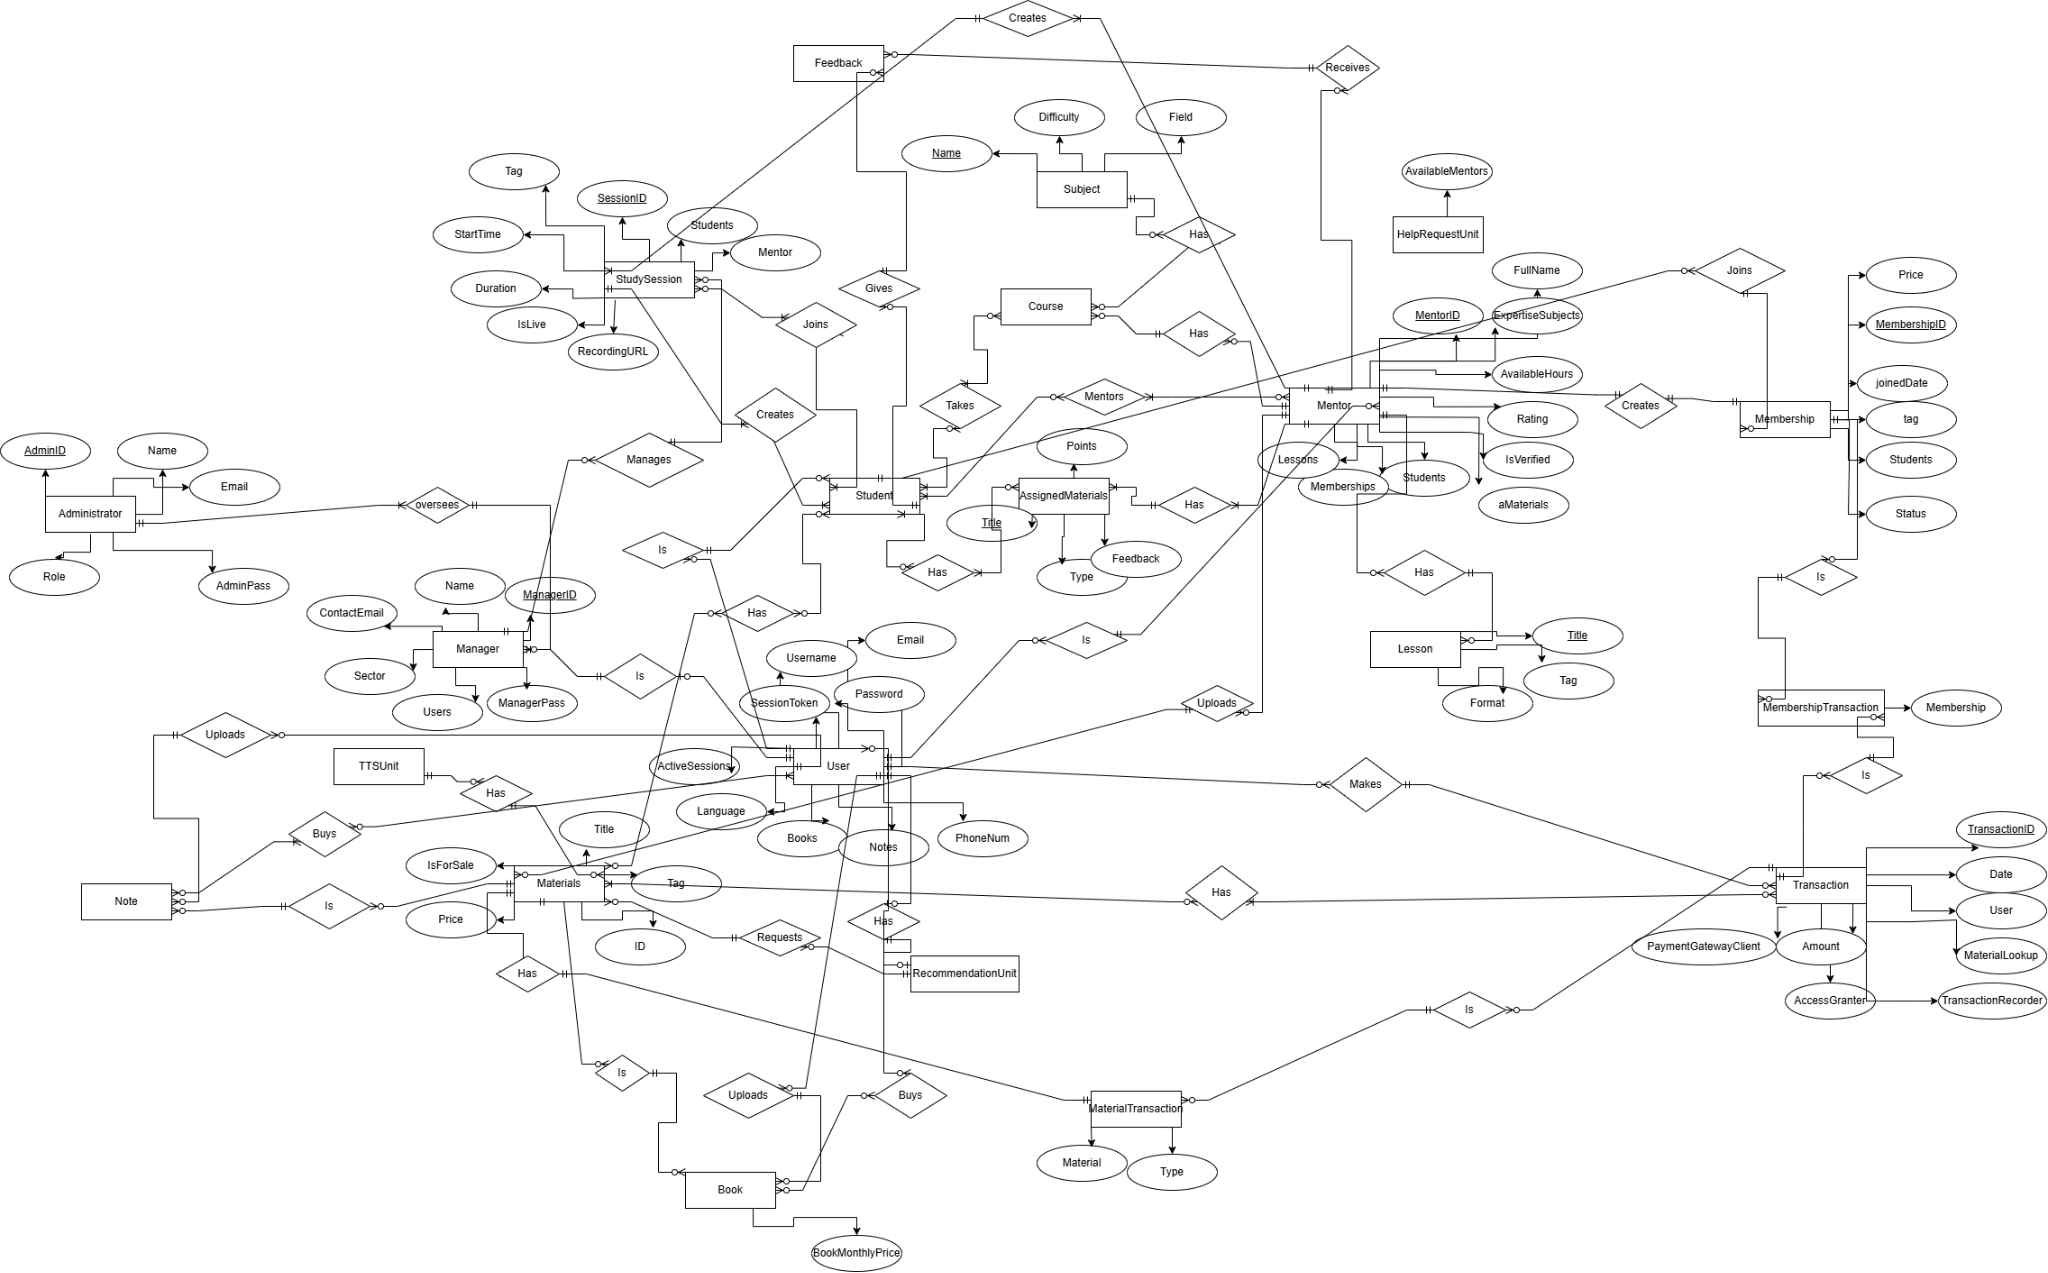 Creates
Feedback
Receives
Difficulty
Field
Name
Tag
AvailableMentors
SessionID
Subject
Students
StartTime
Has
HelpRequestUnit
Mentor
FullName
Joins
Price
StudySession
Gives
Duration
Course
MentorID
ExpertiseSubjects
MembershipID
IsLive
Joins
Has
RecordingURL
AvailableHours
joinedDate
Mentors
Takes
Mentor
Creates
Creates
Rating
Membership
tag
AdminID
Name
Points
Manages
Lessons
IsVerified
Students
Email
Memberships
Students
Student
AssignedMaterials
oversees
Has
aMaterials
Administrator
Status
Title
Is
Feedback
Role
AdminPass
Name
Has
Type
Has
Is
ManagerID
ContactEmail
Has
Email
Is
Title
Manager
Username
Lesson
Sector
Is
Tag
Password
ManagerPass
SessionToken
Uploads
Format
Users
MembershipTransaction
Membership
Uploads
TTSUnit
ActiveSessions
User
Is
Has
Makes
Language
Title
Buys
Books
Notes
PhoneNum
TransactionID
IsForSale
Materials
Tag
Has
Transaction
Date
Note
Is
Price
Has
User
Requests
ID
PaymentGatewayClient
Amount
MaterialLookup
Has
RecommendationUnit
AccessGranter
TransactionRecorder
Is
Is
Uploads
Buys
MaterialTransaction
Material
Type
Book
BookMonthlyPrice